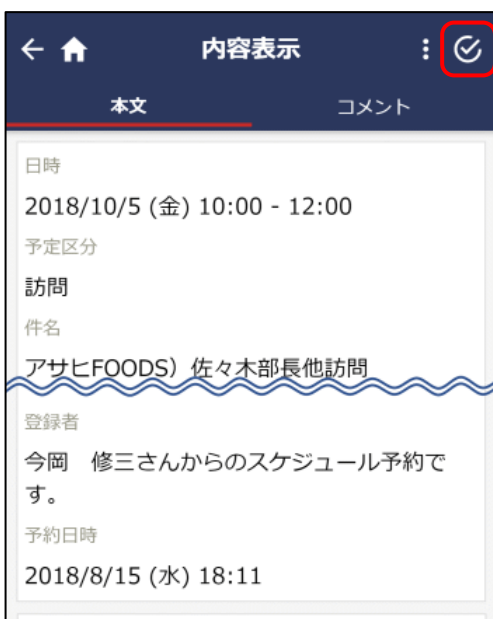 内容表示
本文 コメント
日時
2018/10/5 (金) 10:00 - 12:00
予定区分
訪問
件名
アサヒFOODS）佐々木部長他訪問
登録者
今岡　修三さんからのスケジュール予約で
す。
予約日時
2018/8/15 (水) 18:11